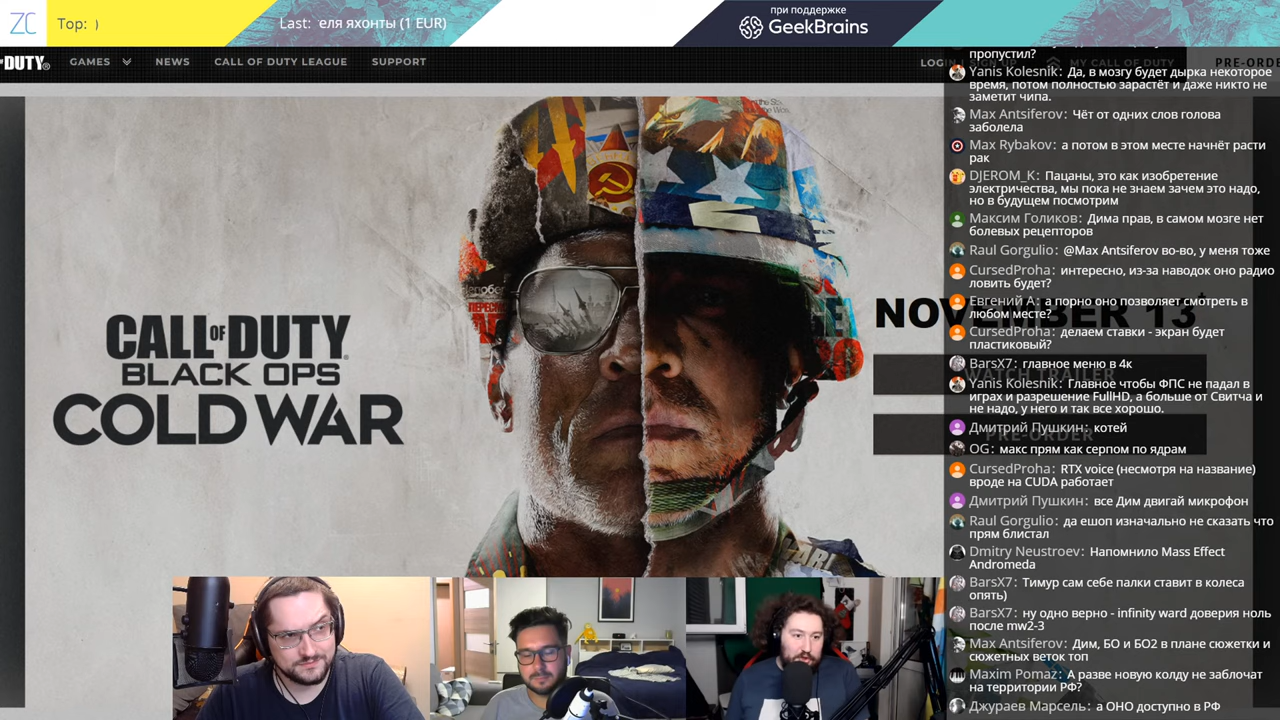 ZC
Top: )
Last: еля яхонты (1 EUR)
при поддержке
GeekBrains
DUTY®
GAMES
NEWS
CALL OF DUTY LEAGUE
SUPPORT
MY CALL OF DUTY
PRE-ORDE
CALL OF DUTY
BLACK OPS
COLD WAR
NOVEMBER 13
PRE-ORDER
пропустил?
Yanis Kolesnik: Да, в мозгу будет дырка некоторое
время, потом полностью зарастёт и даже никто не
заметит чипа.
Max Antsiferov: Чёт от одних слов голова
заболела
Max Rybakov: а потом в этом месте начнёт расти
рак
DJEROM_K: Пацаны, это как изобретение
электричества, мы пока не знаем зачем это надо,
но в будущем посмотрим
Максим Голиков: Дима прав, в самом мозге нет
болевых рецепторов
Raul Gorgulio: @Max Antsiferov во-во, у меня тоже
CursedProha: интересно, из-за наводок оно радио
ловить будет?
Евгений А: а порно оно позволяет смотреть в
любом месте?
CursedProha: делаем ставки - экран будет
пластиковый?
BarsX7: главное меню в 4к
Yanis Kolesnik: Главное чтобы ФПС не падал в
играх и разрешение FullHD, а больше от Свитча и
не надо, у него и так все хорошо.
Дмитрий Пушкин: котей
OG: макс прям как серпом по ядрам
CursedProha: RTX voice (несмотря на название)
вроде на CUDA работает
Дмитрий Пушкин: все Дим двигай микрофон
Raul Gorgulio: да ешоп изначально не сказать что
прям блистал
Dmitry Neustroev: Напомнило Mass Effect
Andromeda
BarsX7: Тимур сам себе палки ставит в колеса
опять)
BarsX7: ну одно верно - infinity ward доверия ноль
после mw2-3
Max Antsiferov: Дим, БО и БО2 в плане сюжетки и
сюжетных веток топ
Maxim Pomaz: А разве новую колду не заблочат
на территории РФ?
Джураев Марсель: а ОНО доступно в РФ